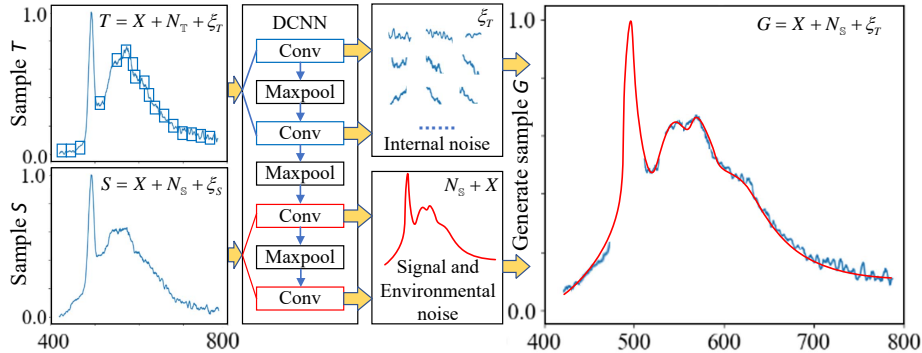 T = X + N_𝕋 + ξ_T
Sample T
1.0
0.0
S = X + N_𝕊 + ξ_S
Sample S
1.0
0.0
400
600
800
DCNN
Conv
Maxpool
Conv
Maxpool
Conv
Maxpool
Conv
ξ_T
Internal noise
N_𝕊 + X
Signal and
Environmental
noise
G = X + N_𝕊 + ξ_T
Generate sample G
1.0
0.0
400
500
600
700
800